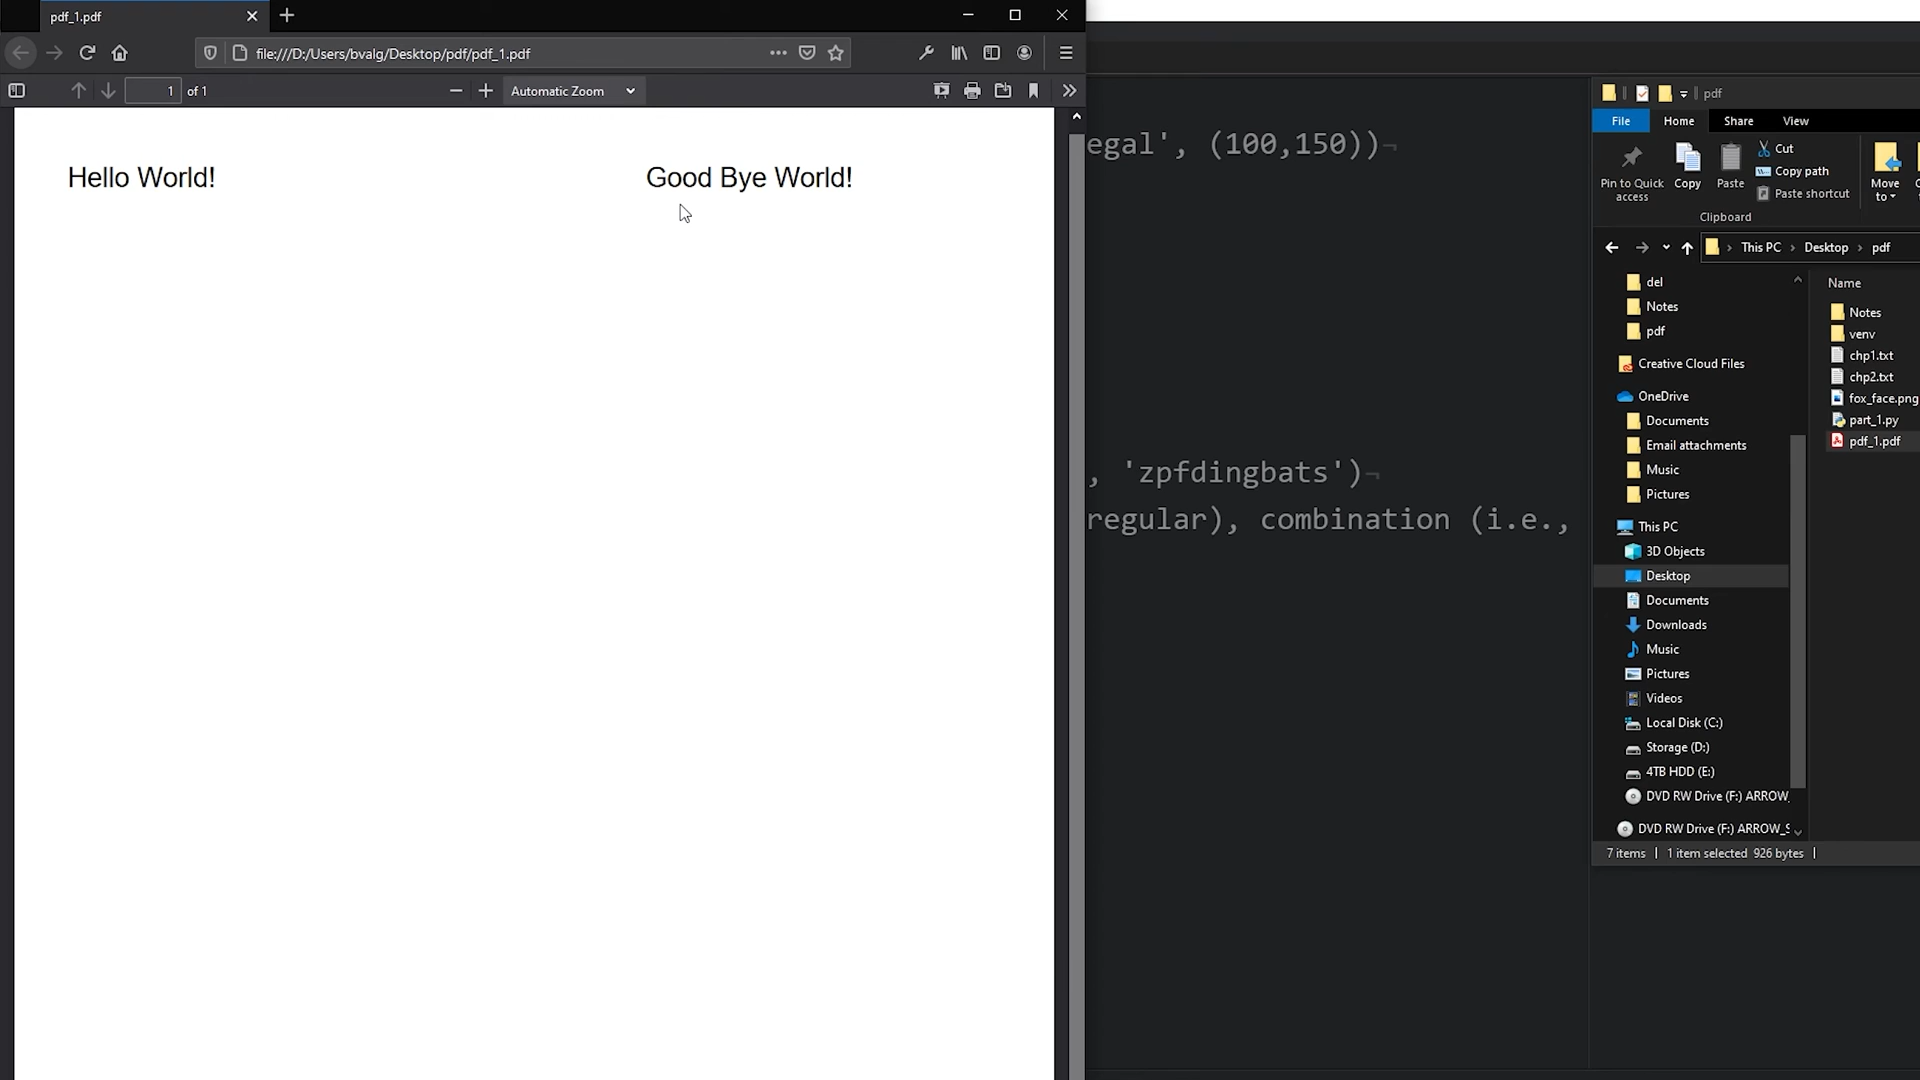 pdf_1.pdf
file:///D:/Users/bvalg/Desktop/pdf/pdf_1.pdf
1 of 1
Automatic Zoom
Hello World! Good Bye World!
egal', (100,150))¬
, 'zpfdingbats')¬
regular), combination (i.e.,
pdf
File Home Share View
Pin to Quick access
Copy
Paste
Cut
Copy path
Paste shortcut
Move to
Clipboard
This PC › Desktop › pdf
del
Notes
pdf
Creative Cloud Files
OneDrive
Documents
Email attachments
Music
Pictures
This PC
3D Objects
Desktop
Documents
Downloads
Music
Pictures
Videos
Local Disk (C:)
Storage (D:)
4TB HDD (E:)
DVD RW Drive (F:) ARROW_
DVD RW Drive (F:) ARROW_S
Name
Notes
venv
chp1.txt
chp2.txt
fox_face.png
part_1.py
pdf_1.pdf
7 items 1 item selected 926 bytes